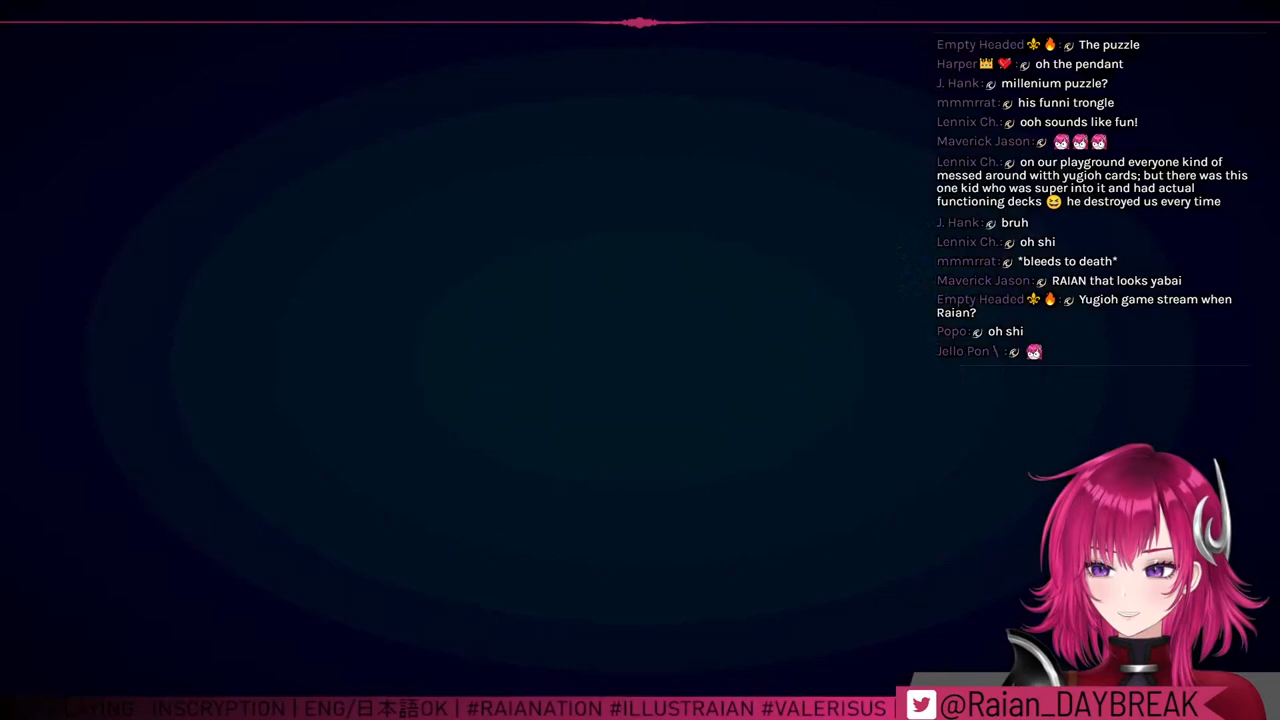 Empty Headed⚜🔥: The puzzle
Harper👑❤: oh the pendant
J. Hank: millenium puzzle?
mmmrrat: his funni trongle
Lennix Ch.: ooh sounds like fun!
Maverick Jason:
Lennix Ch.: on our playground everyone kind of
messed around witth yugioh cards; but there was this
one kid who was super into it and had actual
functioning decks 😆 he destroyed us every time
J. Hank: bruh
Lennix Ch.: oh shi
mmmrrat: *bleeds to death*
Maverick Jason: RAIAN that looks yabai
Empty Headed⚜🔥: Yugioh game stream when
Raian?
Popo: oh shi
Jello Pon \ :
INSCRYPTION | ENG/日本語OK | #RAIANATION #ILLUSTRAIAN #VALERISUS
@Raian_DAYBREAK